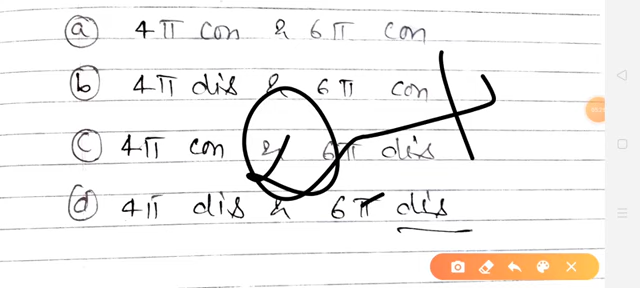 (a) 4π con & 6π con
(b) 4π dis & 6π con
(c) 4π con & 6π dis
(d) 4π dis & 6π dis